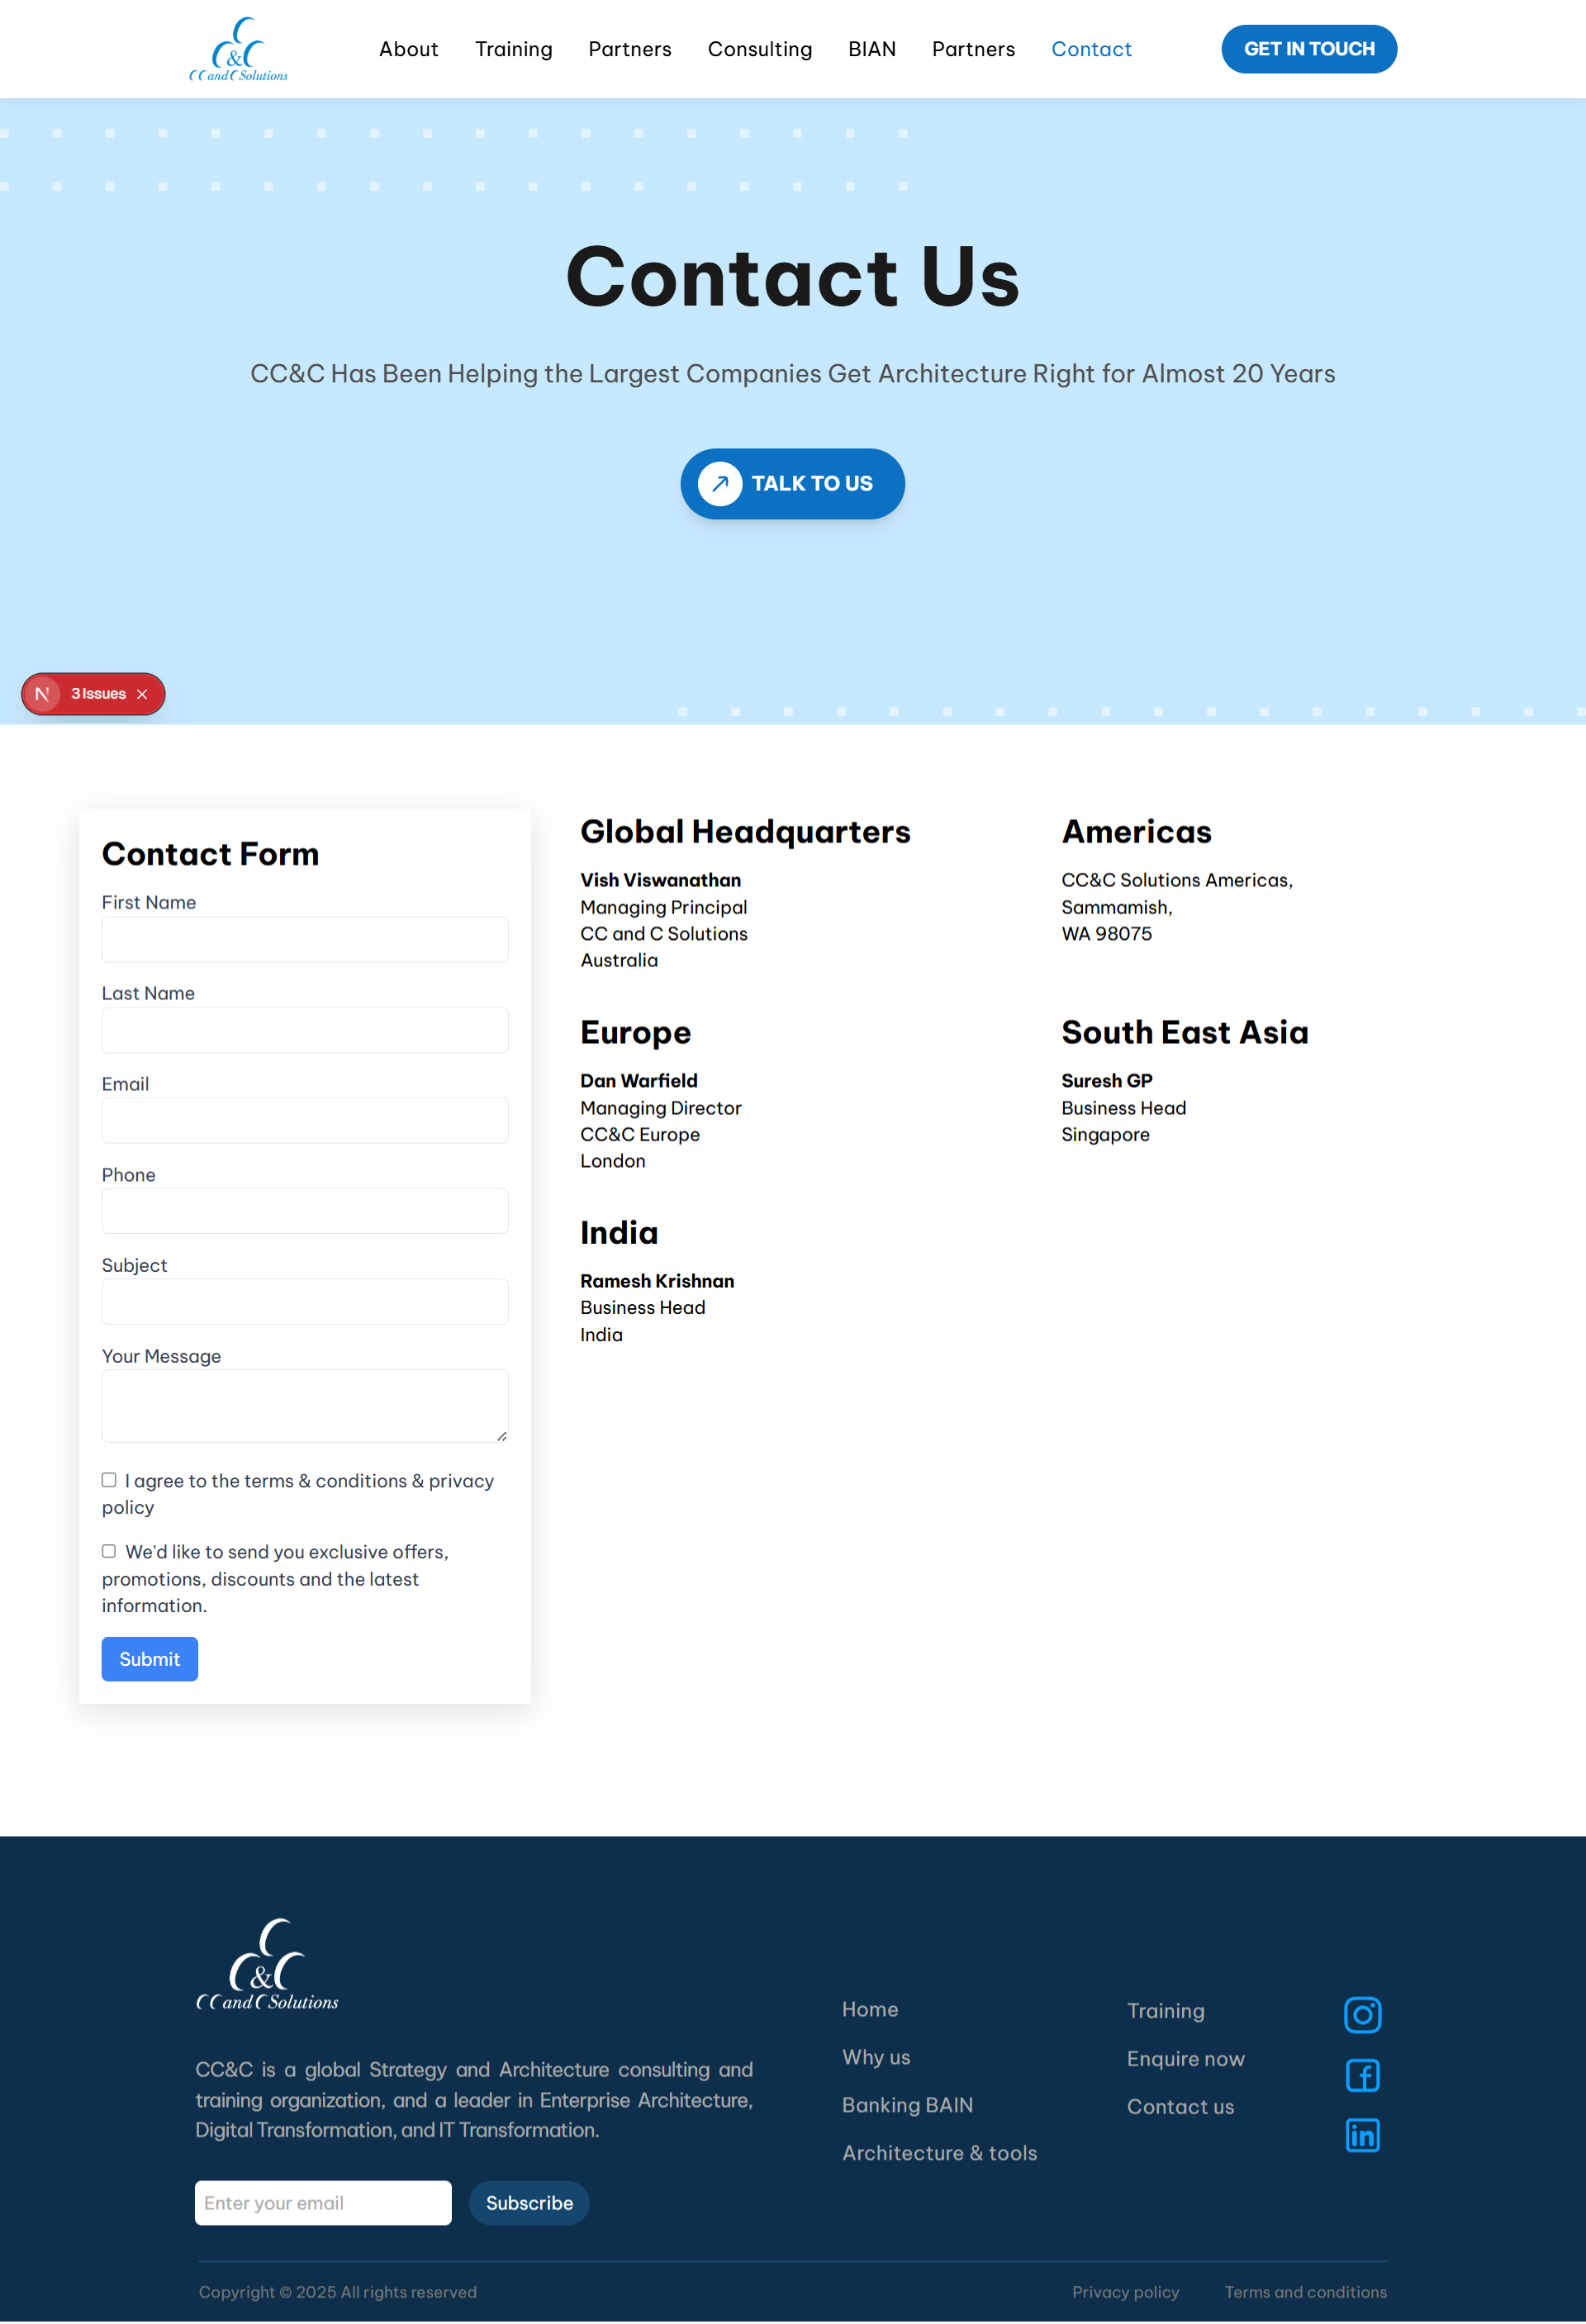 C&C
CC and C Solutions
About
Training
Partners
Consulting
BIAN
Partners
Contact
GET IN TOUCH
Contact Us
CC&C Has Been Helping the Largest Companies Get Architecture Right for Almost 20 Years
TALK TO US
N 3 Issues
Contact Form
First Name
Last Name
Email
Phone
Subject
Your Message
I agree to the terms & conditions & privacy
policy
We'd like to send you exclusive offers,
promotions, discounts and the latest
information.
Submit
Global Headquarters
Vish Viswanathan
Managing Principal
CC and C Solutions
Australia
Americas
CC&C Solutions Americas,
Sammamish,
WA 98075
Europe
Dan Warfield
Managing Director
CC&C Europe
London
South East Asia
Suresh GP
Business Head
Singapore
India
Ramesh Krishnan
Business Head
India
C
C&C
CC and C Solutions
CC&C is a global Strategy and Architecture consulting and
training organization, and a leader in Enterprise Architecture,
Digital Transformation, and IT Transformation.
Enter your email
Subscribe
Home
Why us
Banking BAIN
Architecture & tools
Training
Enquire now
Contact us
Copyright © 2025 All rights reserved
Privacy policy
Terms and conditions